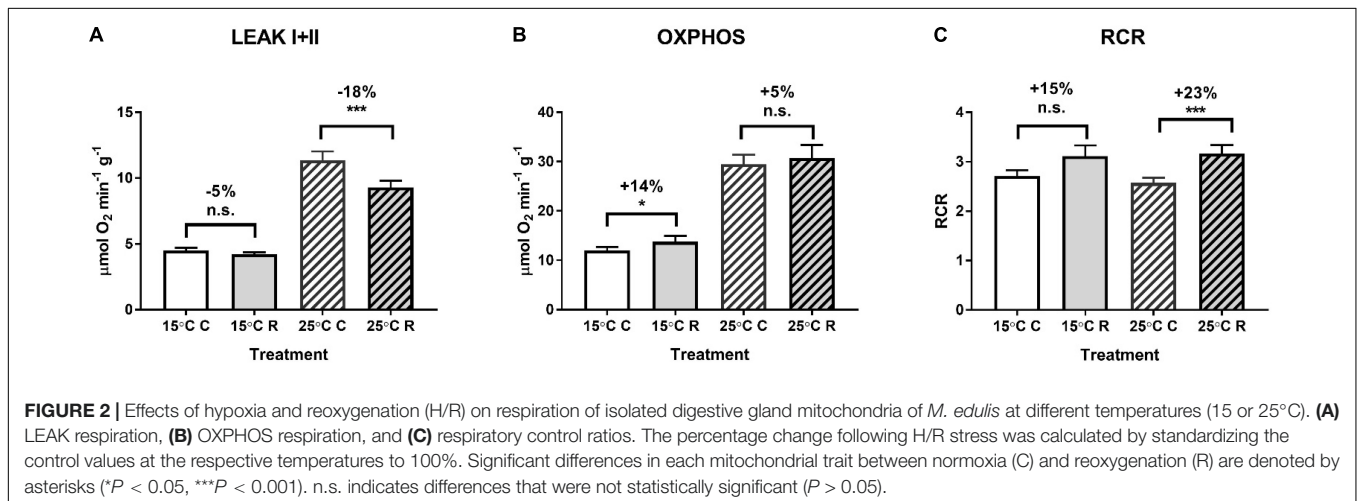 A
LEAK I+II
-18%
***
-5%
n.s.
15
10
5
0
µmol O2 min-1 g-1
15°C C 15°C R 25°C C 25°C R
Treatment
B
OXPHOS
+5%
n.s.
+14%
*
40
30
20
10
0
µmol O2 min-1 g-1
15°C C 15°C R 25°C C 25°C R
Treatment
C
RCR
+15%
n.s.
+23%
***
4
3
2
1
0
RCR
15°C C 15°C R 25°C C 25°C R
Treatment
FIGURE 2 | Effects of hypoxia and reoxygenation (H/R) on respiration of isolated digestive gland mitochondria of M. edulis at different temperatures (15 or 25°C). (A)
LEAK respiration, (B) OXPHOS respiration, and (C) respiratory control ratios. The percentage change following H/R stress was calculated by standardizing the
control values at the respective temperatures to 100%. Significant differences in each mitochondrial trait between normoxia (C) and reoxygenation (R) are denoted by
asterisks (*P < 0.05, ***P < 0.001). n.s. indicates differences that were not statistically significant (P > 0.05).